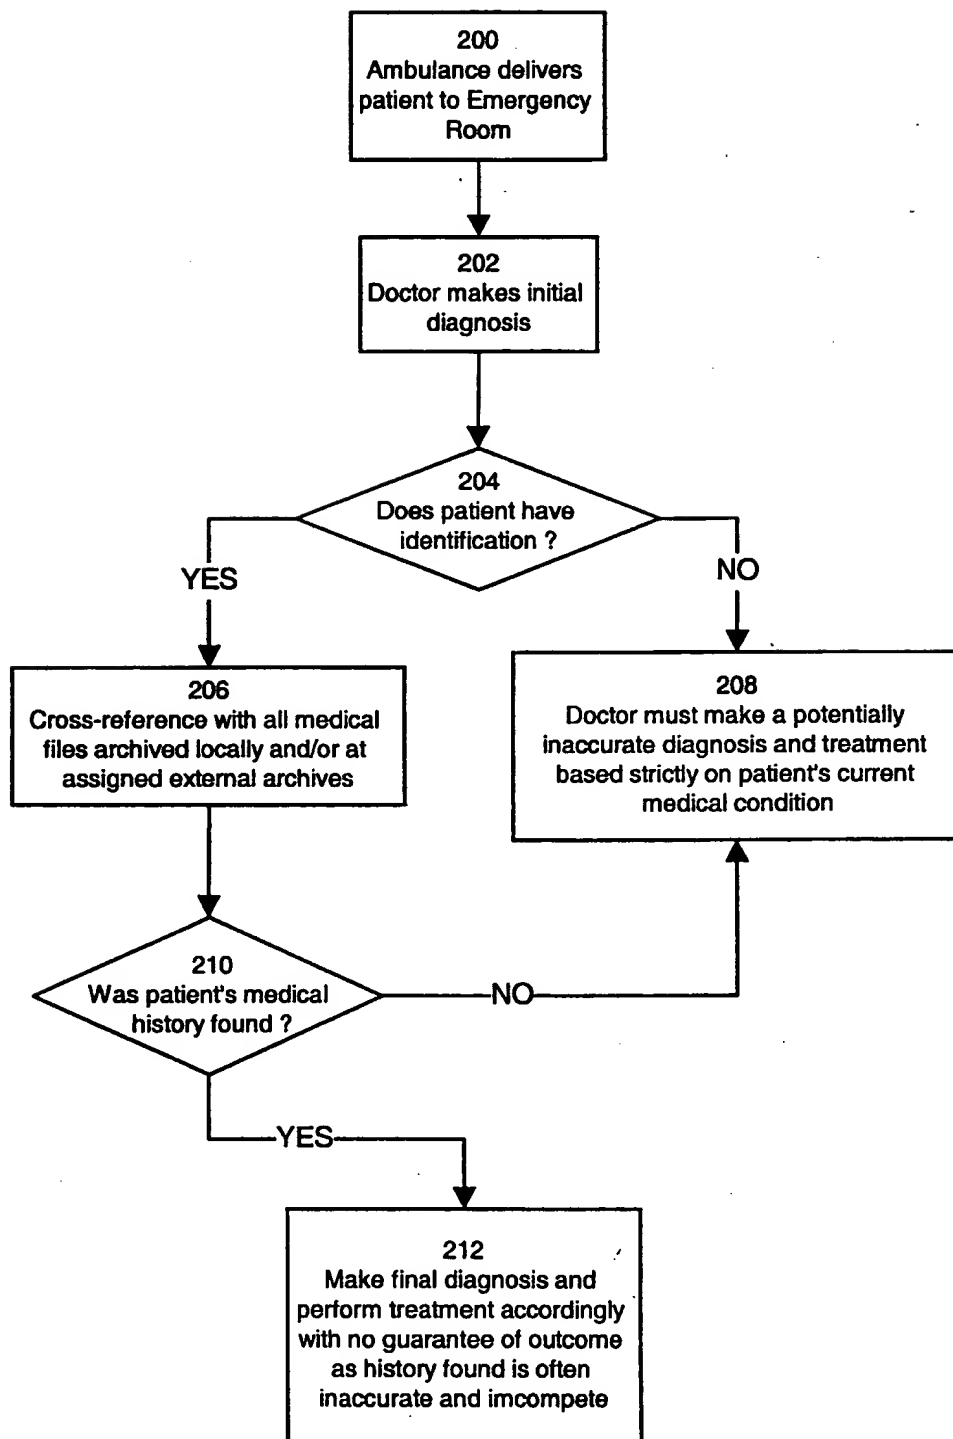 200
Ambulance delivers
patient to Emergency
Room
202
Doctor makes initial
diagnosis
204
Does patient have
identification ?
YES
NO
206
Cross-reference with all medical
files archived locally and/or at
assigned external archives
208
Doctor must make a potentially
inaccurate diagnosis and treatment
based strictly on patient's current
medical condition
210
Was patient's medical
history found ?
NO
YES
212
Make final diagnosis and
perform treatment accordingly
with no guarantee of outcome
as history found is often
inaccurate and imcompete